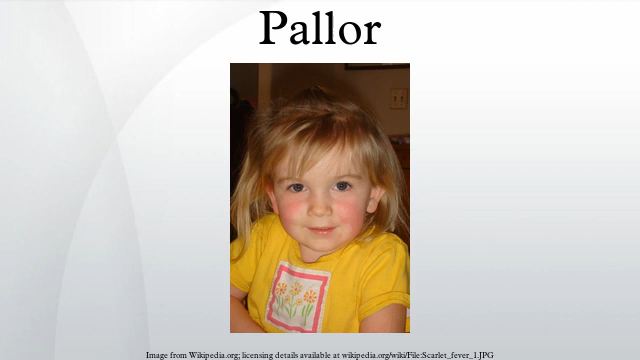 Pallor
Image from Wikipedia.org; licensing details available at wikipedia.org/wiki/File:Scarlet_fever_1.JPG